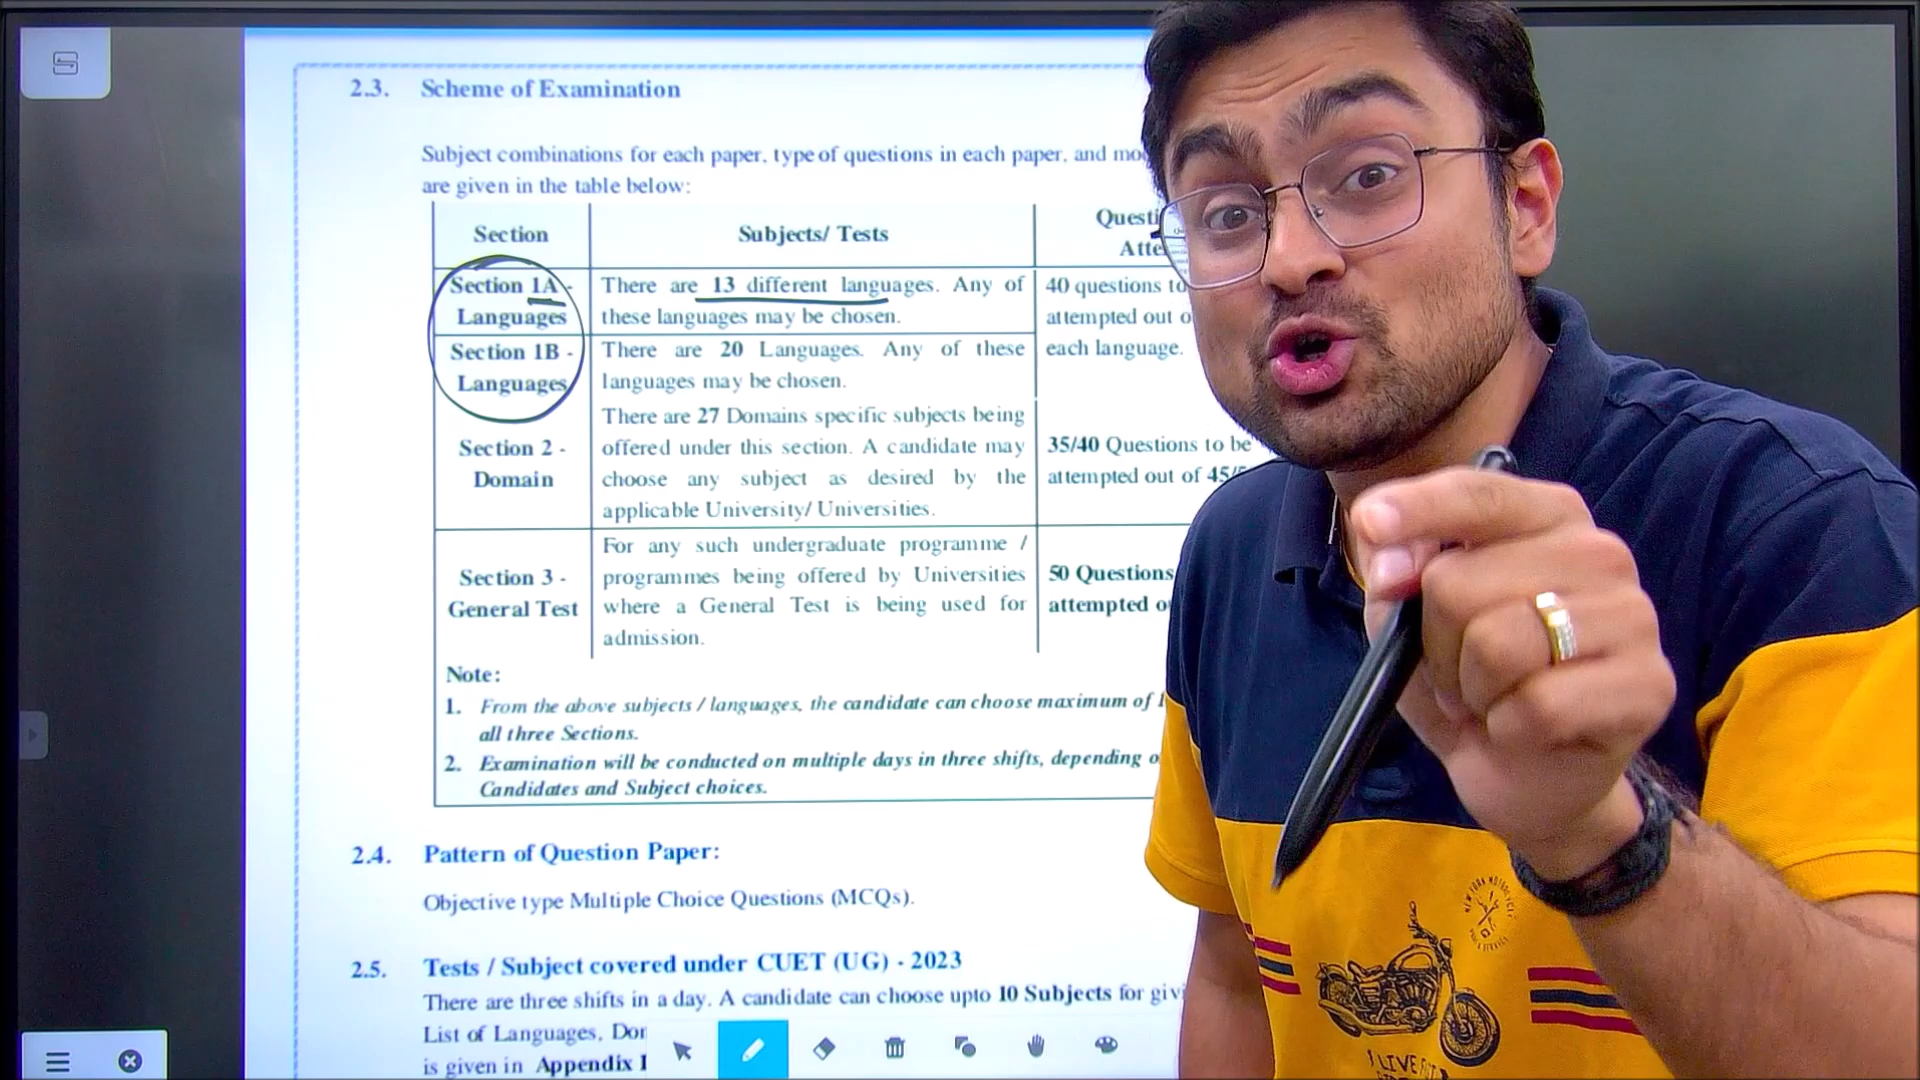 2.3. Scheme of Examination
Subject combinations for each paper, type of questions in each paper, and
are given in the table below:
Section
Subjects/ Tests
Section 1A -
Languages
There are 13 different languages. Any of
these languages may be chosen.
40 questions
attempted out
each language.
Section 1B -
Languages
There are 20 Languages. Any of these
languages may be chosen.
Section 2 -
Domain
There are 27 Domains specific subjects being
offered under this section. A candidate may
choose any subject as desired by the
applicable University/ Universities.
35/40 Questions to be
attempted out of
Section 3 -
General Test
For any such undergraduate programme /
programmes being offered by Universities
where a General Test is being used for
admission.
50 Questions
attempted
Note:
1. From the above subjects / languages, the candidate can choose maximum of
all three Sections.
2. Examination will be conducted on multiple days in three shifts, depending
Candidates and Subject choices.
2.4. Pattern of Question Paper:
Objective type Multiple Choice Questions (MCQs).
2.5. Tests / Subject covered under CUET (UG) - 2023
There are three shifts in a day. A candidate can choose upto 10 Subjects for
List of Languages,
is given in Appendix I
LIVE